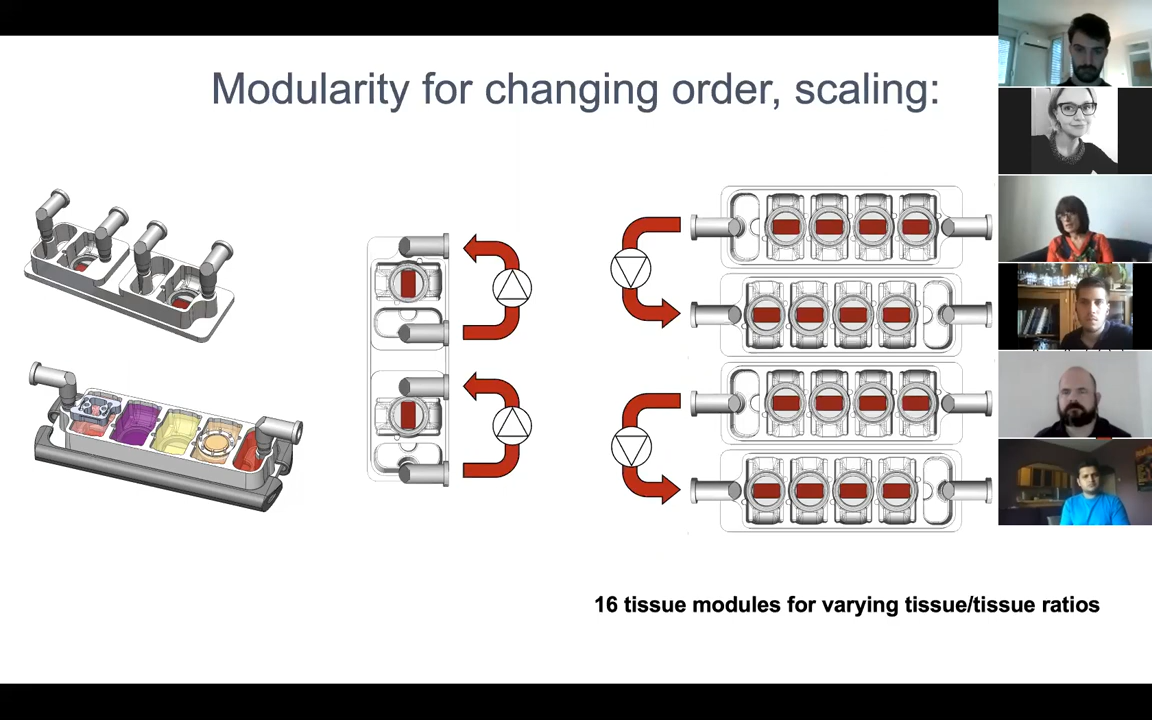 Modularity for changing order, scaling:
16 tissue modules for varying tissue/tissue ratios